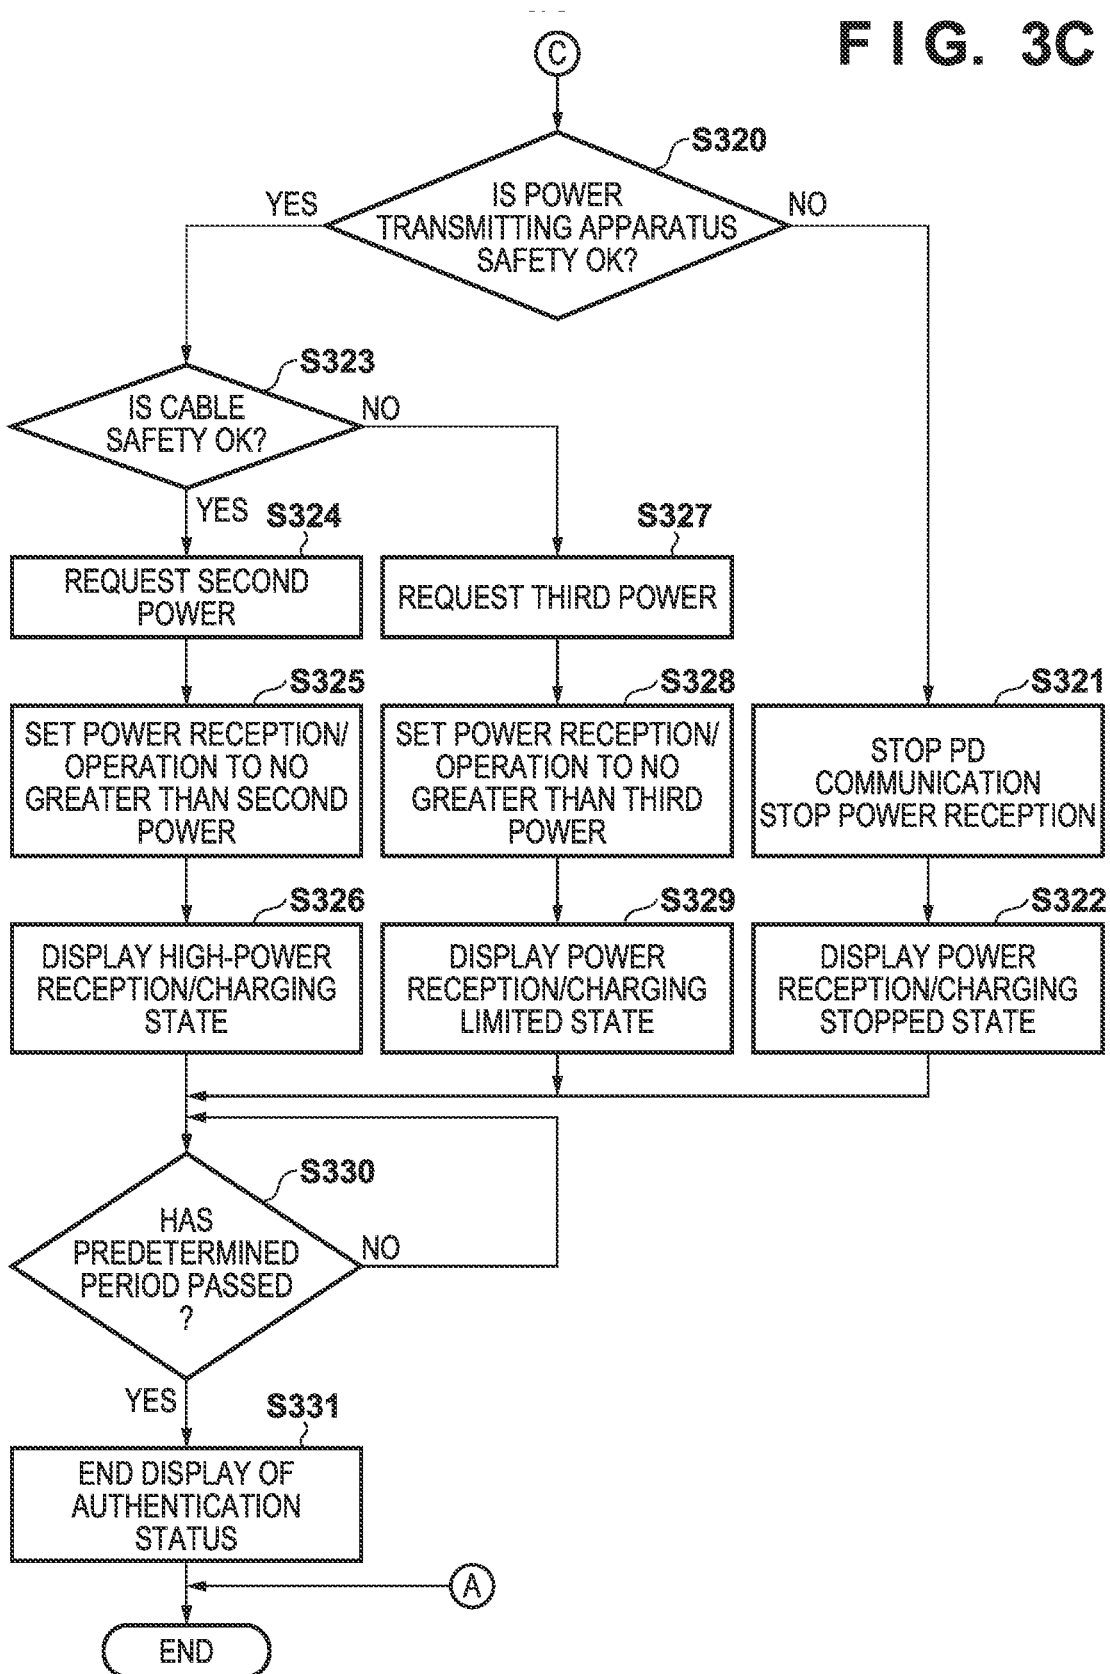 FIG. 3C
C
S320
IS POWER
TRANSMITTING APPARATUS
SAFETY OK?
YES
NO
S323
IS CABLE
SAFETY OK?
NO
YES
S324
REQUEST SECOND
POWER
S327
REQUEST THIRD POWER
S325
SET POWER RECEPTION/
OPERATION TO NO
GREATER THAN SECOND
POWER
S328
SET POWER RECEPTION/
OPERATION TO NO
GREATER THAN THIRD
POWER
S321
STOP PD
COMMUNICATION
STOP POWER RECEPTION
S326
DISPLAY HIGH-POWER
RECEPTION/CHARGING
STATE
S329
DISPLAY POWER
RECEPTION/CHARGING
LIMITED STATE
S322
DISPLAY POWER
RECEPTION/CHARGING
STOPPED STATE
S330
HAS
PREDETERMINED
PERIOD PASSED
?
NO
YES
S331
END DISPLAY OF
AUTHENTICATION
STATUS
A
END